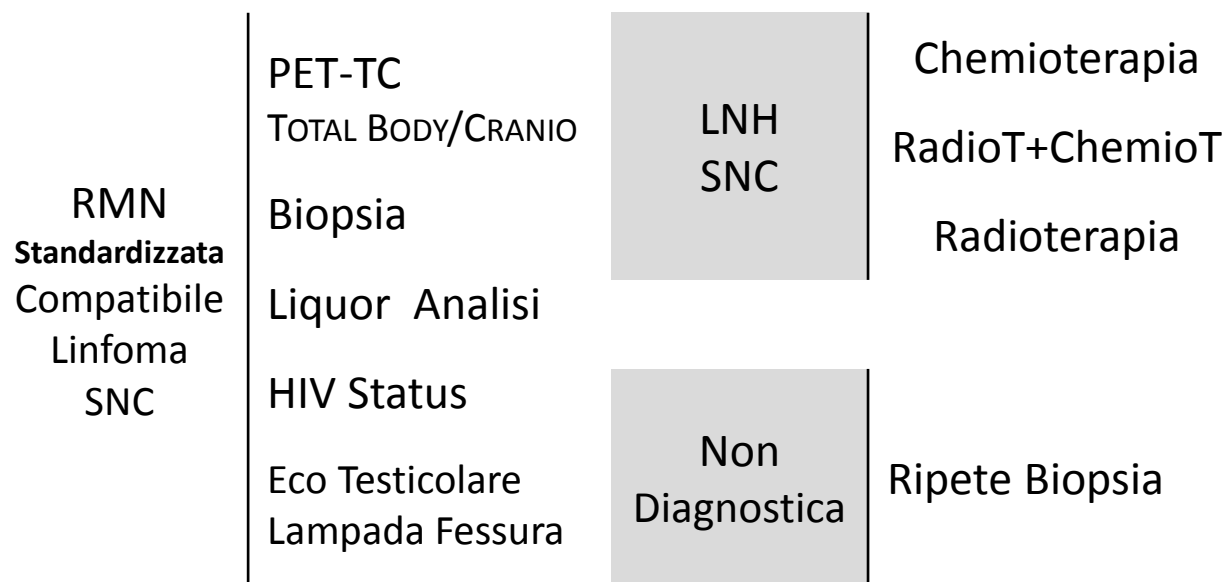 RMN
Standardizzata
Compatibile
Linfoma
SNC
PET-TC
TOTAL BODY/CRANIO
Biopsia
Liquor Analisi
HIV Status
Eco Testicolare
Lampada Fessura
LNH
SNC
Chemioterapia
RadioT+ChemioT
Radioterapia
Non
Diagnostica
Ripete Biopsia